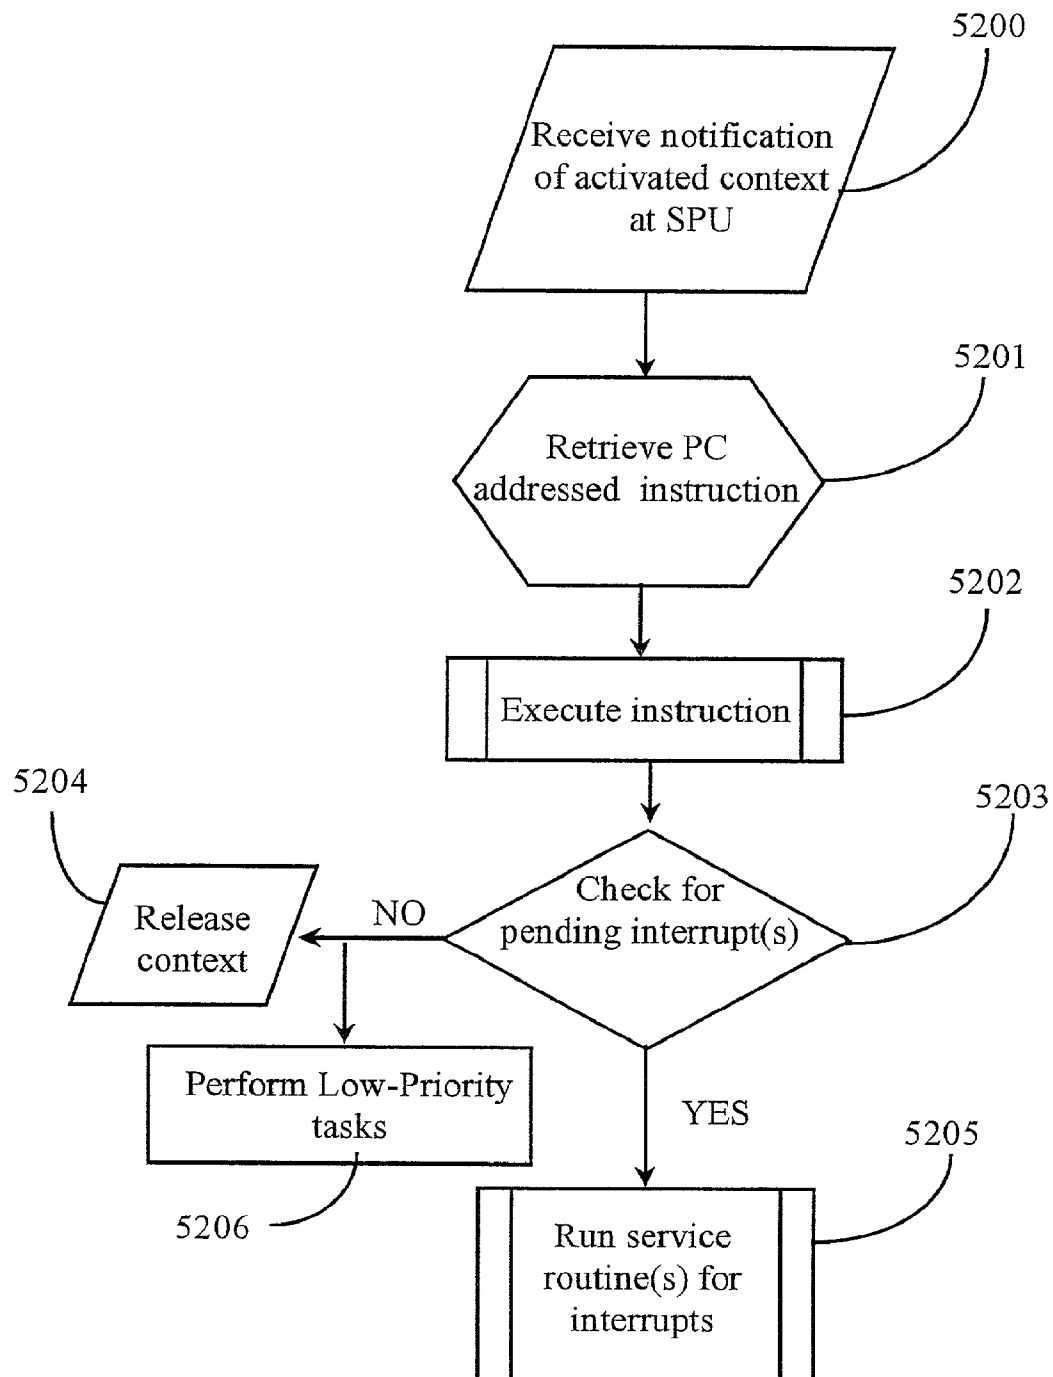 5200
Receive notification
of activated context
at SPU
5201
Retrieve PC
addressed instruction
5202
Execute instruction
5204
5203
Check for
pending interrupt(s)
NO
Release
context
Perform Low-Priority
tasks
YES
5205
5206
Run service
routine(s) for
interrupts